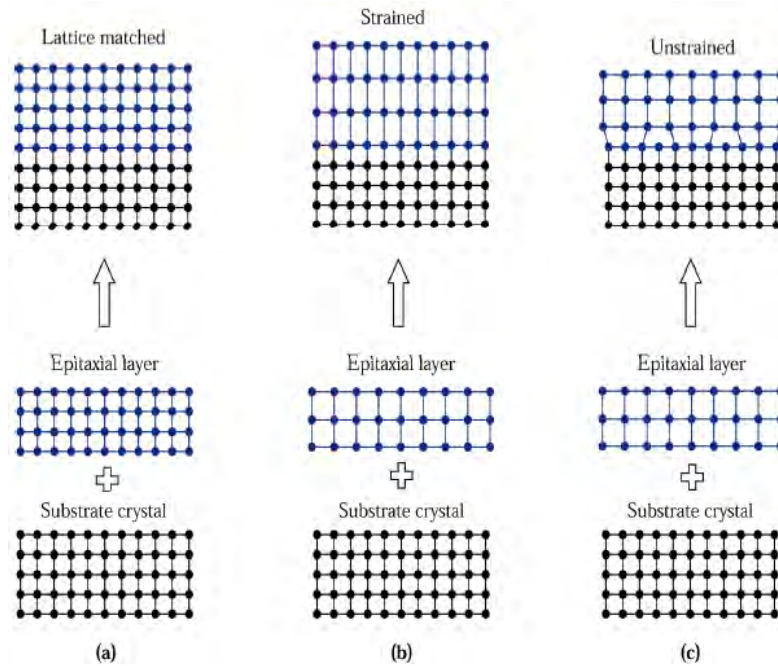 Lattice matched
Strained
Unstrained
Epitaxial layer
Epitaxial layer
Epitaxial layer
Substrate crystal
Substrate crystal
Substrate crystal
(a)
(b)
(c)